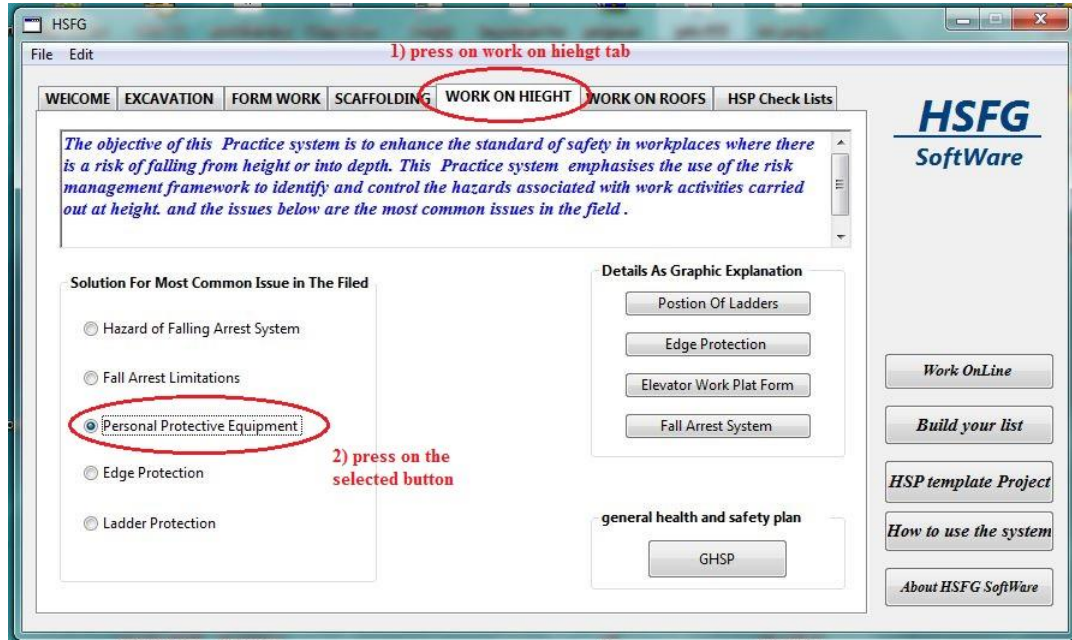 HSFG
File Edit
1) press on work on hiehgt tab
WEICOME EXCAVATION FORM WORK SCAFFOLDING WORK ON HIEGHT WORK ON ROOFS HSP Check Lists
HSFG
SoftWare
The objective of this Practice system is to enhance the standard of safety in workplaces where there
is a risk of falling from height or into depth. This Practice system emphasises the use of the risk
management framework to identify and control the hazards associated with work activities carried
out at height. and the issues below are the most common issues in the field .
Solution For Most Common Issue in The Filed
Hazard of Falling Arrest System
Fall Arrest Limitations
Personal Protective Equipment
2) press on the
selected button
Edge Protection
Ladder Protection
Details As Graphic Explanation
Postion Of Ladders
Edge Protection
Elevator Work Plat Form
Fall Arrest System
general health and safety plan
GHSP
Work OnLine
Build your list
HSP template Project
How to use the system
About HSFG SoftWare